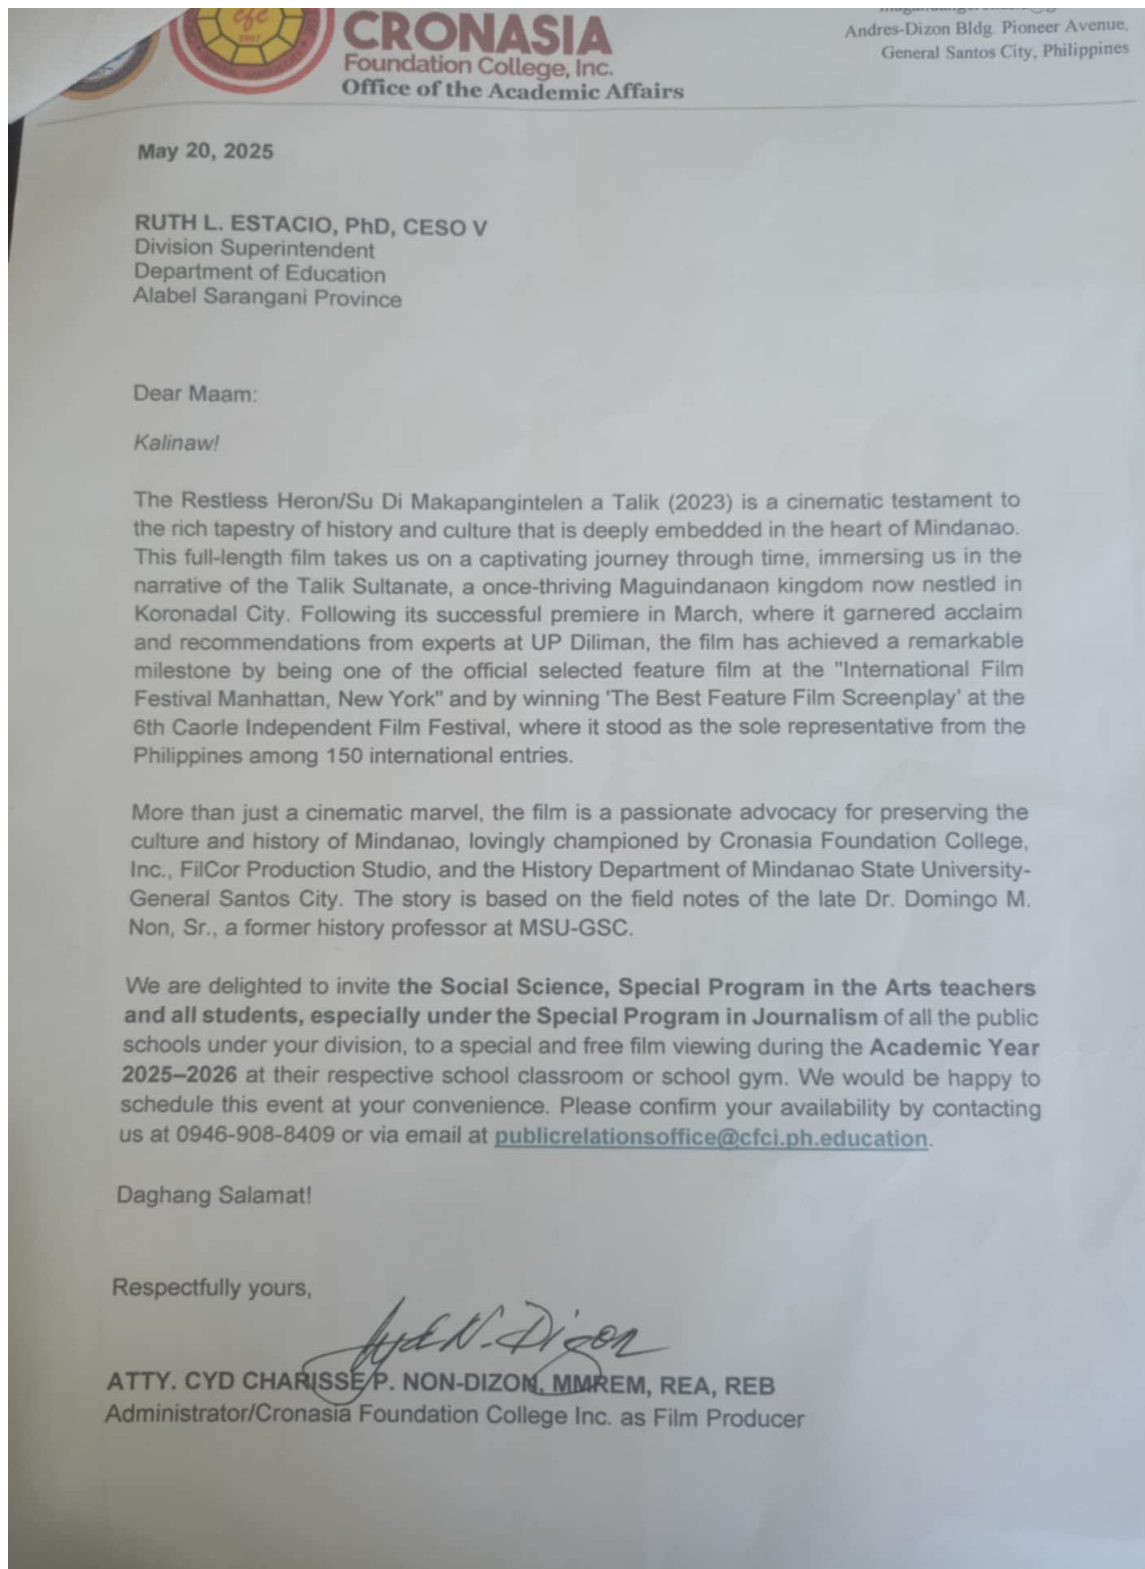 cfc
CRONASIA
Foundation College, Inc.
Office of the Academic Affairs
Andres-Dizon Bldg. Pioneer Avenue,
General Santos City, Philippines
May 20, 2025
RUTH L. ESTACIO, PhD, CESO V
Division Superintendent
Department of Education
Alabel Sarangani Province
Dear Maam:
Kalinaw!
The Restless Heron/Su Di Makapangintelen a Talik (2023) is a cinematic testament to
the rich tapestry of history and culture that is deeply embedded in the heart of Mindanao.
This full-length film takes us on a captivating journey through time, immersing us in the
narrative of the Talik Sultanate, a once-thriving Maguindanaon kingdom now nestled in
Koronadal City. Following its successful premiere in March, where it garnered acclaim
and recommendations from experts at UP Diliman, the film has achieved a remarkable
milestone by being one of the official selected feature film at the "International Film
Festival Manhattan, New York" and by winning 'The Best Feature Film Screenplay' at the
6th Caorle Independent Film Festival, where it stood as the sole representative from the
Philippines among 150 international entries.
More than just a cinematic marvel, the film is a passionate advocacy for preserving the
culture and history of Mindanao, lovingly championed by Cronasia Foundation College,
Inc., FilCor Production Studio, and the History Department of Mindanao State University-
General Santos City. The story is based on the field notes of the late Dr. Domingo M.
Non, Sr., a former history professor at MSU-GSC.
We are delighted to invite the Social Science, Special Program in the Arts teachers
and all students, especially under the Special Program in Journalism of all the public
schools under your division, to a special and free film viewing during the Academic Year
2025–2026 at their respective school classroom or school gym. We would be happy to
schedule this event at your convenience. Please confirm your availability by contacting
us at 0946-908-8409 or via email at publicrelationsoffice@cfci.ph.education.
Daghang Salamat!
Respectfully yours,
ATTY. CYD CHARISSE P. NON-DIZON, MMREM, REA, REB
Administrator/Cronasia Foundation College Inc. as Film Producer